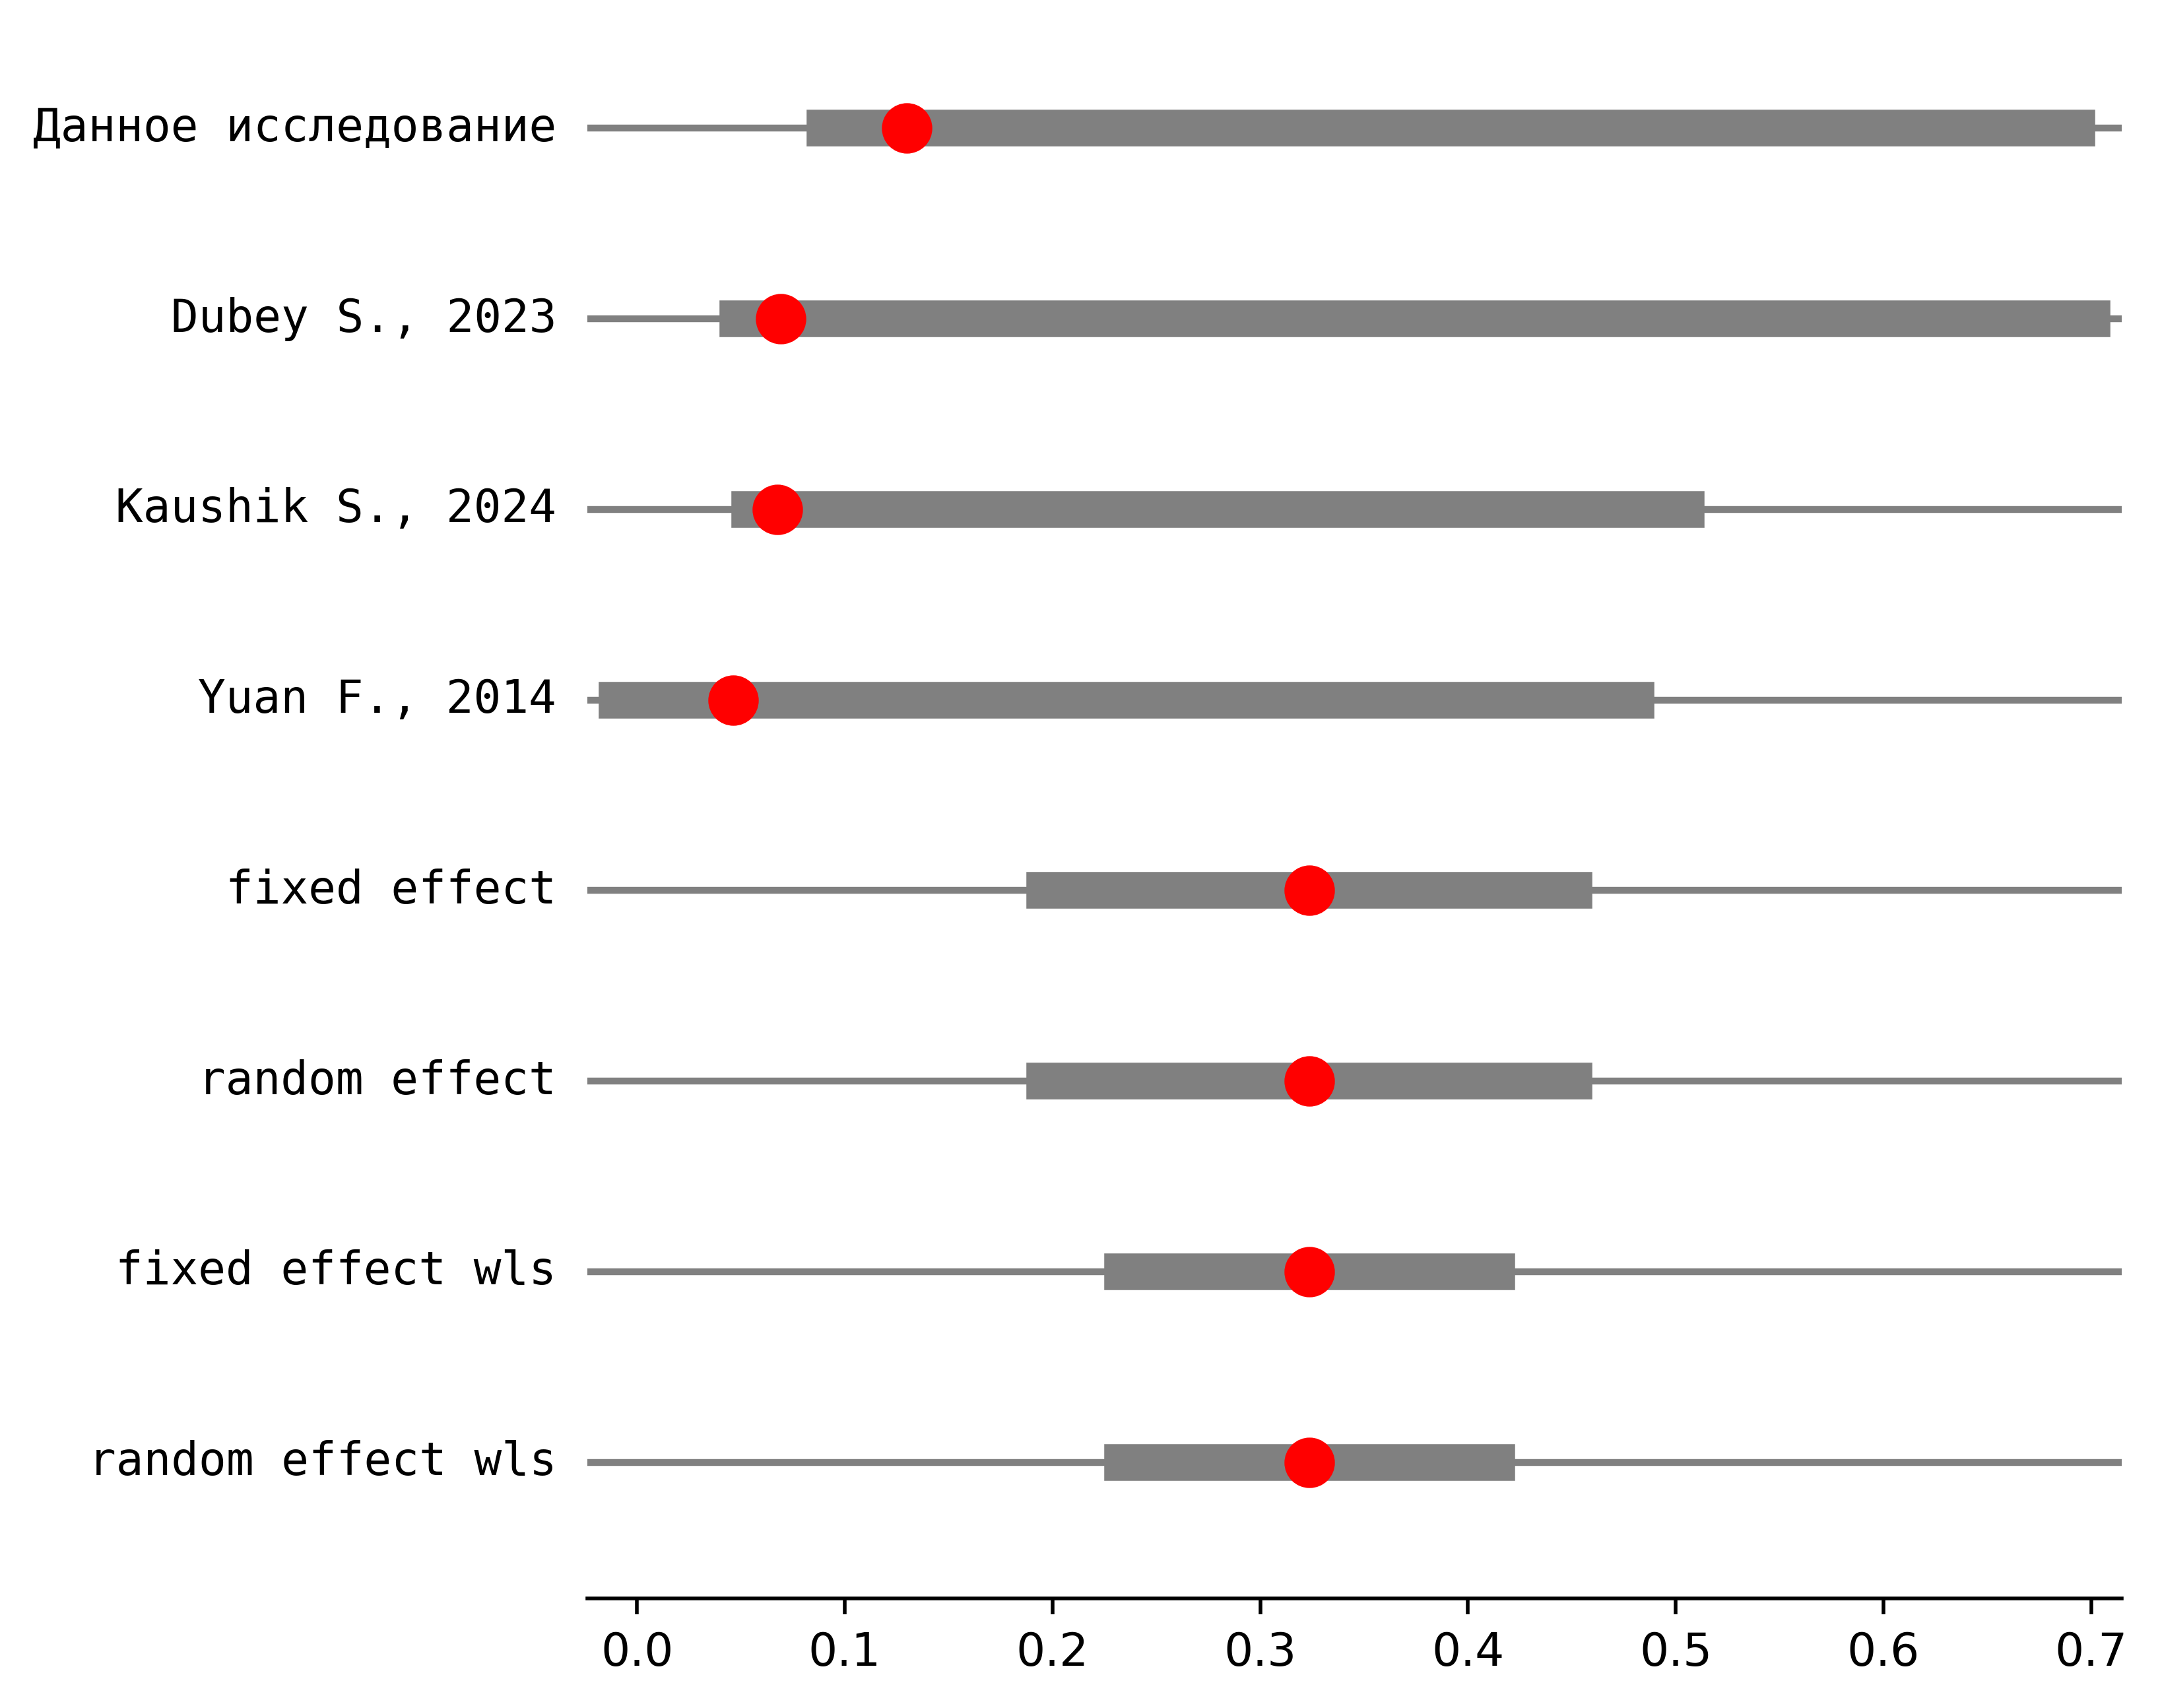 Данное исследование
Dubey S., 2023
Kaushik S., 2024
Yuan F., 2014
fixed effect
random effect
fixed effect wls
random effect wls
0.0 0.1 0.2 0.3 0.4 0.5 0.6 0.7